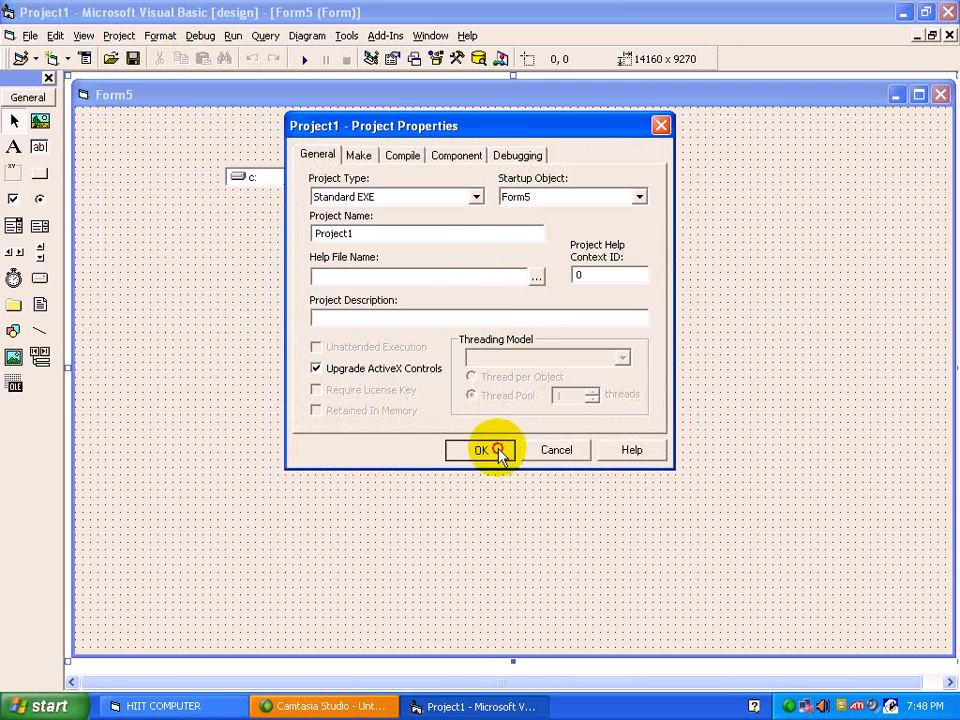 Project1 - Microsoft Visual Basic [design] - [Form5 (Form)]
File Edit View Project Format Debug Run Query Diagram Tools Add-Ins Window Help
0, 0
14160 x 9270
General
A
ab
xy
OLE
Form5
c:
Project1 - Project Properties
General Make Compile Component Debugging
Project Type: Startup Object:
Standard EXE Form5
Project Name:
Project1
Help File Name:
Project Help
Context ID:
0
...
Project Description:
Unattended Execution
Upgrade ActiveX Controls
Require License Key
Retained In Memory
Threading Model
Thread per Object
Thread Pool 1 threads
OK Cancel Help
start HIIT COMPUTER Camtasia Studio - Unt... Project1 - Microsoft V... ATI 7:48 PM